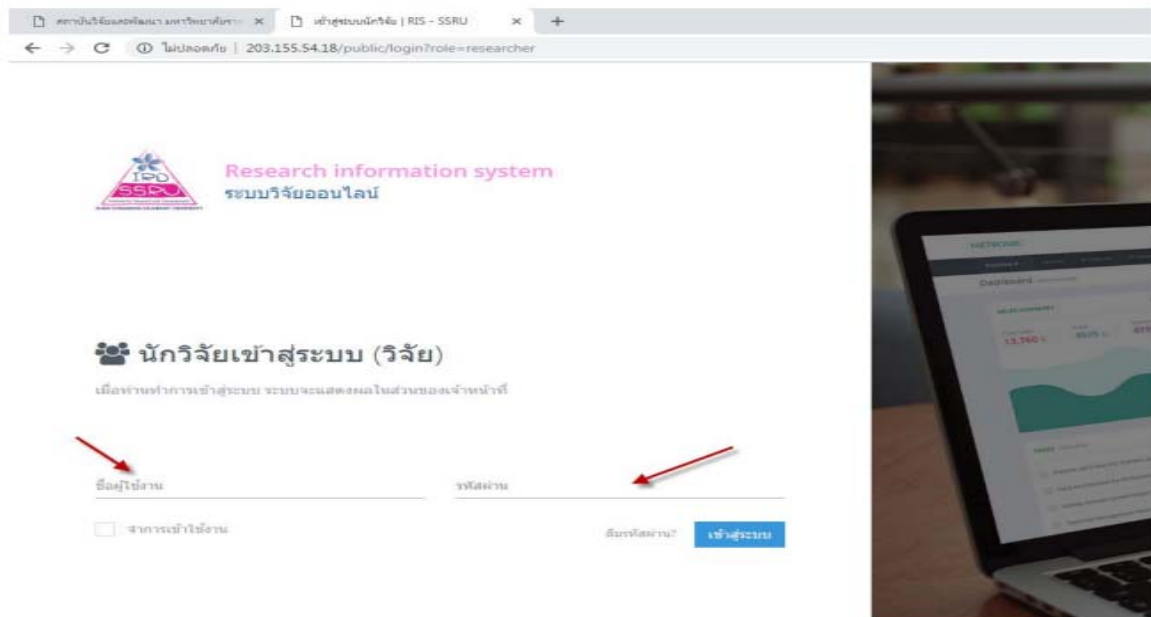 สถาบันวิจัยและพัฒนา มหาวิทยาลัยรา
เข้าสู่ระบบนักวิจัย | RIS - SSRU
ไม่ปลอดภัย | 203.155.54.18/public/login?role=researcher
IRD
SSRU
Research information system
ระบบวิจัยออนไลน์
นักวิจัยเข้าสู่ระบบ (วิจัย)
เมื่อท่านทำการเข้าสู่ระบบ ระบบจะแสดงผลในส่วนของเจ้าหน้าที่
ชื่อผู้ใช้งาน
รหัสผ่าน
จำการเข้าใช้งาน
ลืมรหัสผ่าน?
เข้าสู่ระบบ
METRONIC
Dashboard
13,760